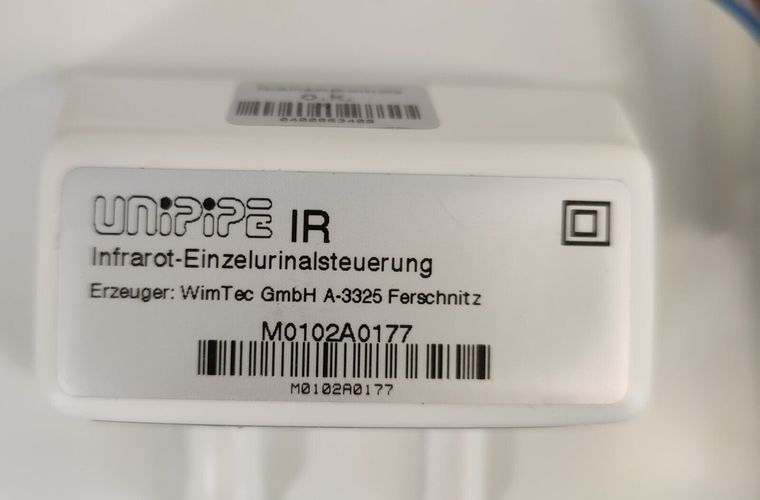 o.k.
UNiPiPE IR
Infrarot-Einzelurinalsteuerung
Erzeuger: WimTec GmbH A-3325 Ferschnitz
M0102A0177
M0102A0177